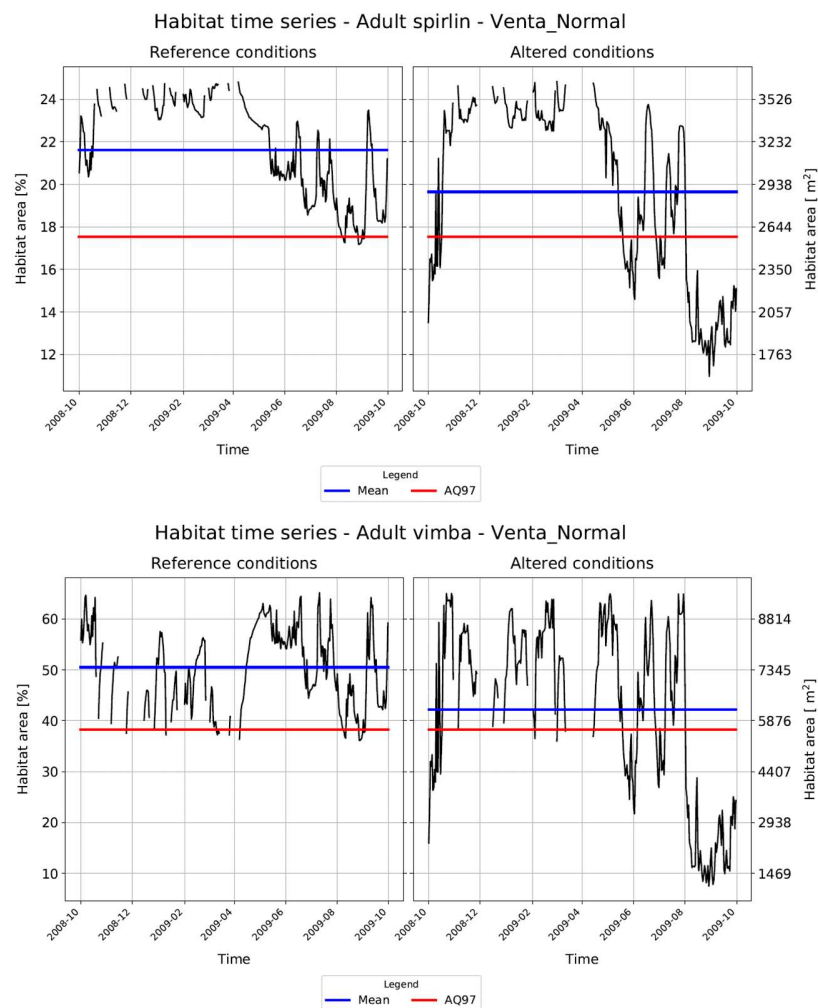 Habitat time series - Adult spirlin - Venta_Normal
Reference conditions
Altered conditions
Habitat area [%]
24
22
20
18
16
14
12
3526
3232
2938
2644
2350
2057
1763
Habitat area [ m²]
2008-10
2008-12
2009-02
2009-04
2009-06
2009-08
2009-10
2008-10
2008-12
2009-02
2009-04
2009-06
2009-08
2009-10
Time
Time
Legend
Mean
AQ97
Habitat time series - Adult vimba - Venta_Normal
Reference conditions
Altered conditions
Habitat area [%]
60
50
40
30
20
10
8814
7345
5876
4407
2938
1469
Habitat area [ m²]
2008-10
2008-12
2009-02
2009-04
2009-06
2009-08
2009-10
2008-10
2008-12
2009-02
2009-04
2009-06
2009-08
2009-10
Time
Time
Legend
Mean
AQ97